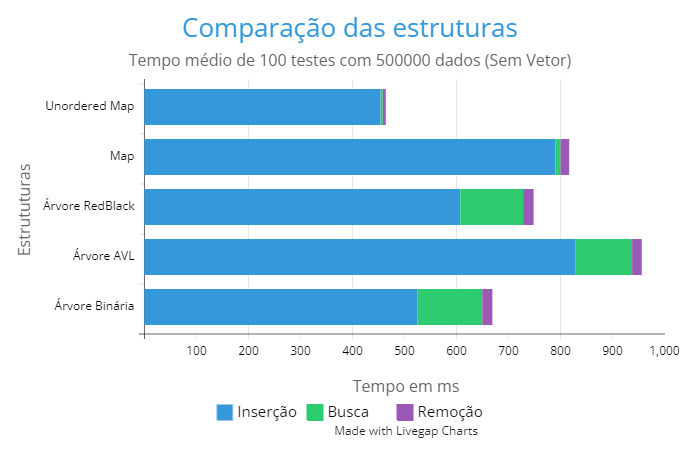 Comparação das estruturas
Tempo médio de 100 testes com 500000 dados (Sem Vetor)
Estrututuras
Unordered Map
Map
Árvore RedBlack
Árvore AVL
Árvore Binária
100 200 300 400 500 600 700 800 900 1,000
Tempo em ms
Inserção Busca Remoção
Made with Livegap Charts